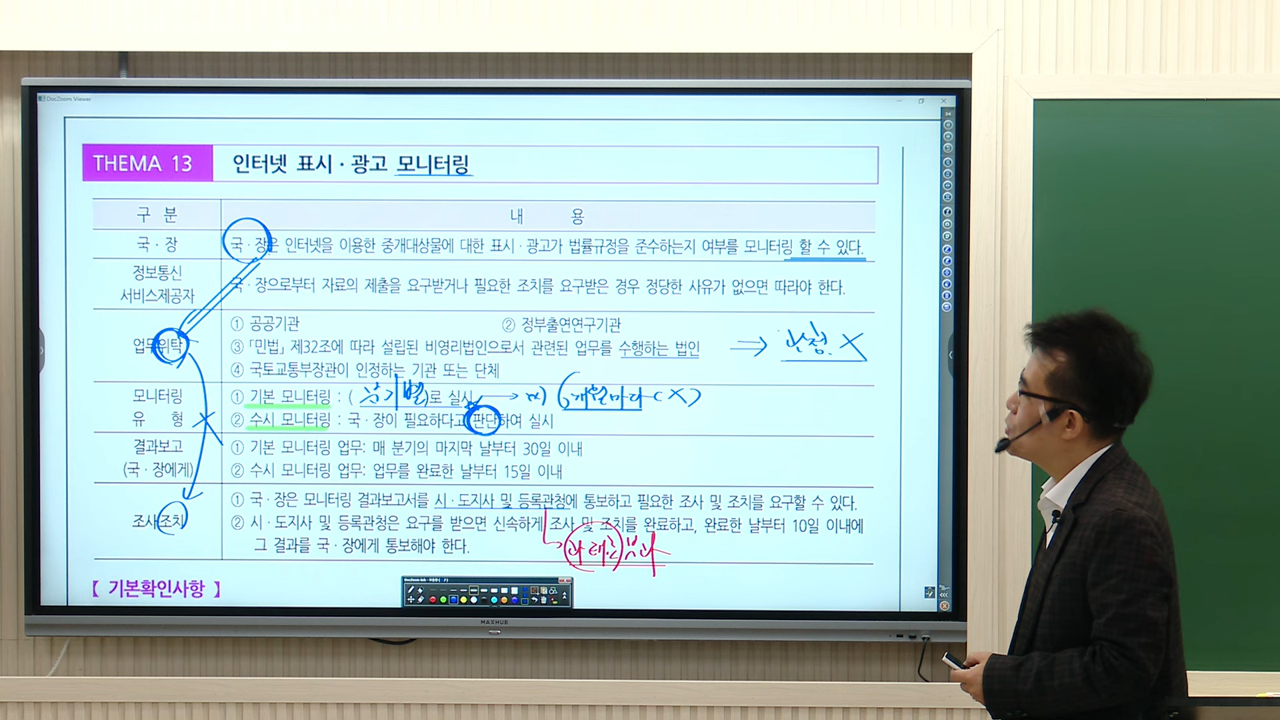 DocZoom Viewer
THEMA 13 인터넷 표시·광고 모니터링
구 분 내 용
국·장 국·장은 인터넷을 이용한 중개대상물에 대한 표시·광고가 법률규정을 준수하는지 여부를 모니터링 할 수 있다.
정보통신
서비스제공자 국·장으로부터 자료의 제출을 요구받거나 필요한 조치를 요구받은 경우 정당한 사유가 없으면 따라야 한다.
업무위탁 ① 공공기관 ② 정부출연연구기관
③ 「민법」 제32조에 따라 설립된 비영리법인으로서 관련된 업무를 수행하는 법인
④ 국토교통부장관이 인정하는 기관 또는 단체
모니터링
유 형 ① 기본 모니터링 : ( 분기별)로 실시
② 수시 모니터링 : 국·장이 필요하다고 판단하여 실시
결과보고
(국·장에게) ① 기본 모니터링 업무: 매 분기의 마지막 날부터 30일 이내
② 수시 모니터링 업무: 업무를 완료한 날부터 15일 이내
조사조치 ① 국·장은 모니터링 결과보고서를 시·도지사 및 등록관청에 통보하고 필요한 조사 및 조치를 요구할 수 있다.
② 시·도지사 및 등록관청은 요구를 받으면 신속하게 조사 및 조치를 완료하고, 완료한 날부터 10일 이내에
그 결과를 국·장에게 통보해야 한다.
【 기본확인사항 】
MAXHUB